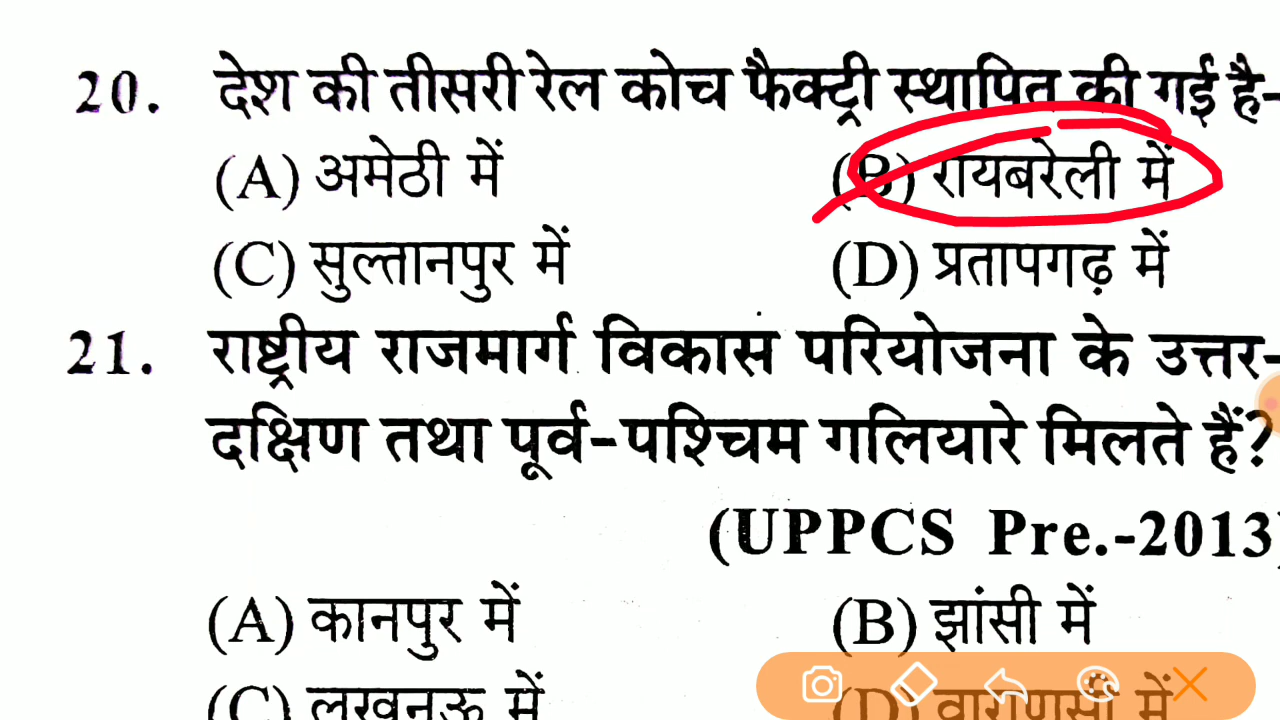 20. देश की तीसरी रेल कोच फैक्ट्री स्थापित की गई है-
(A) अमेठी में (B) रायबरेली में
(C) सुल्तानपुर में (D) प्रतापगढ़ में
21. राष्ट्रीय राजमार्ग विकास परियोजना के उत्तर-
दक्षिण तथा पूर्व-पश्चिम गलियारे मिलते हैं?
(UPPCS Pre.-2013)
(A) कानपुर में (B) झांसी में
(C) लखनऊ में (D) वाराणसी में